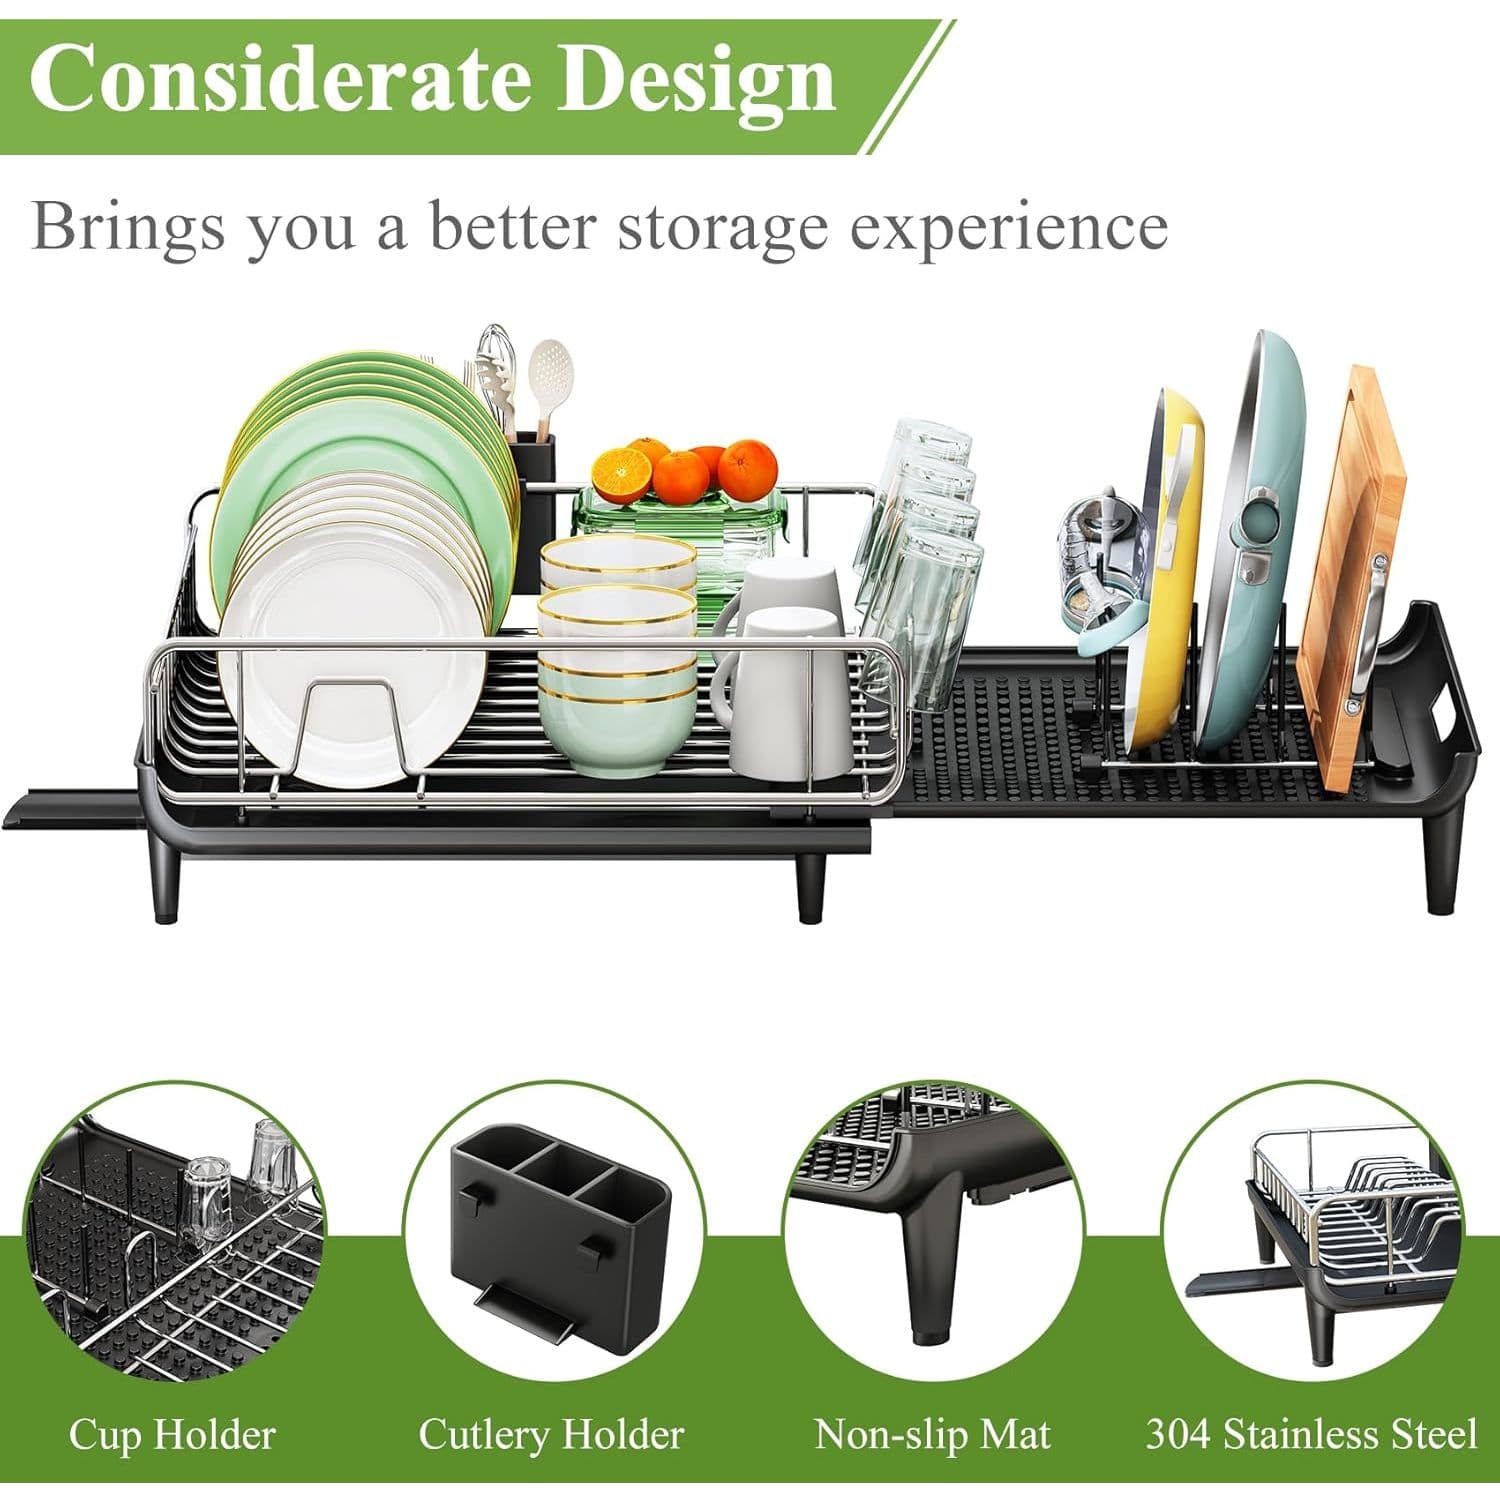 Considerate Design
Brings you a better storage experience
Cup Holder
Cutlery Holder
Non-slip Mat
304 Stainless Steel